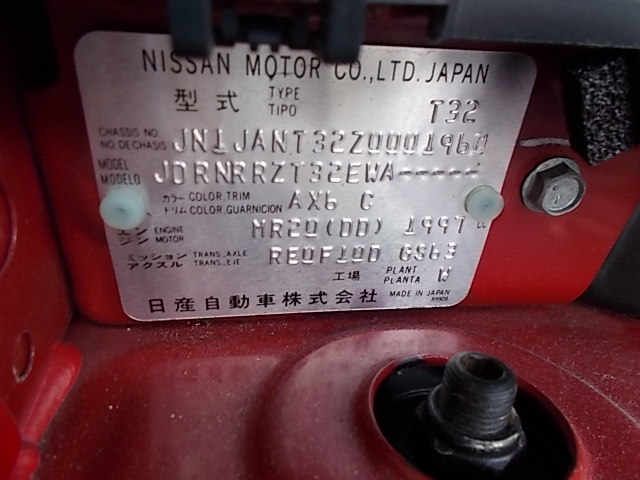 NISSAN MOTOR CO.,LTD. JAPAN
型式 TYPE TIPO T32
CHASSIS NO. NO.DE CHASIS JN1JANT32Z0001960
MODEL MODELO JDRNRRZT32EWA-----
カラー トリム COLOR,TRIM COLOR,GUARNICION AX6 G
エンジン ENGINE MOTOR MR20(DD) 1997 cc
ミッション アクスル TRANS.,AXLE TRANS.,EJE RE0F10D GS63
工場 PLANT PLANTA W
日産自動車株式会社 MADE IN JAPAN
89909